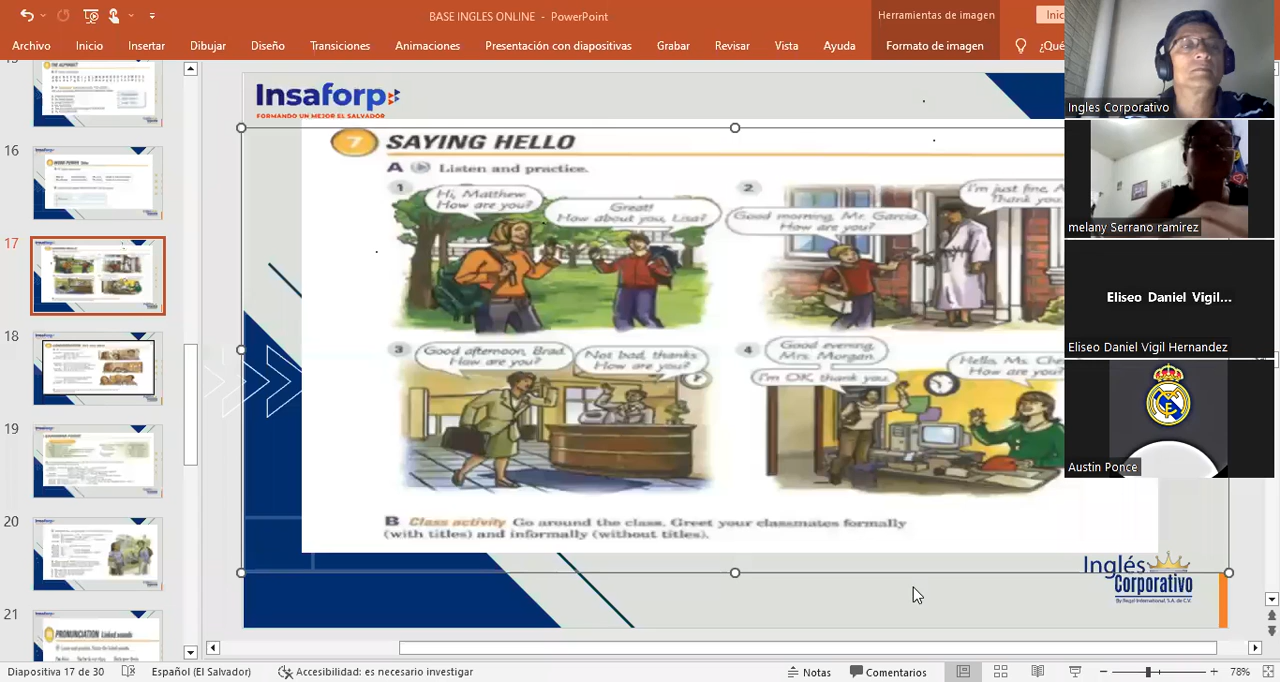 BASE INGLES ONLINE - PowerPoint
Herramientas de imagen
Inic
Archivo Inicio Insertar Dibujar Diseño Transiciones Animaciones Presentación con diapositivas Grabar Revisar Vista Ayuda Formato de imagen ¿Qué
Ingles Corporativo
melany Serrano ramirez
Eliseo Daniel Vigil...
Eliseo Daniel Vigil Hernandez
Austin Ponce
16
17
18
19
20
21
Insaforp
FORMANDO UN MEJOR EL SALVADOR
7 SAYING HELLO
A Listen and practice.
1
Hi, Matthew
How are you?
Great!
How about you, Lisa?
2
Good morning, Mr. Garcia.
How are you?
I'm just fine, A
Thank you.
3
Good afternoon, Brad.
How are you?
Not bad, thanks.
How are you?
4
Good evening,
Mrs. Morgan.
I'm OK, thank you.
Hello, Ms. Che
How are you?
B Class activity Go around the class. Greet your classmates formally
(with titles) and informally (without titles).
Inglés
Corporativo
By Regal International, S.A. de C.V.
Diapositiva 17 de 30 Español (El Salvador) Accesibilidad: es necesario investigar Notas Comentarios 78%